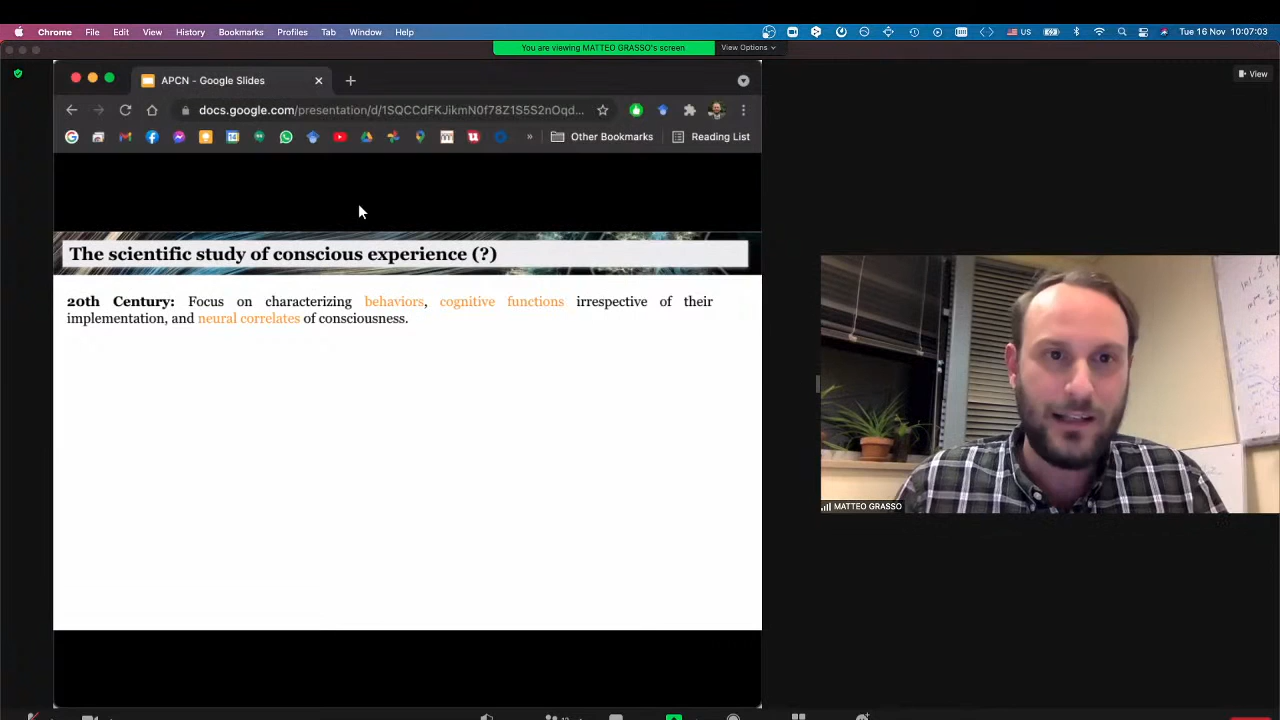 Chrome File Edit View History Bookmarks Profiles Tab Window Help US Tue 16 Nov 10:07:03
You are viewing MATTEO GRASSO's screen View Options
View
APCN - Google Slides
docs.google.com/presentation/d/1SQCCdFKJikmN0f78Z1S5S2nOqd...
Other Bookmarks Reading List
The scientific study of conscious experience (?)
20th Century: Focus on characterizing behaviors, cognitive functions irrespective of their
implementation, and neural correlates of consciousness.
MATTEO GRASSO